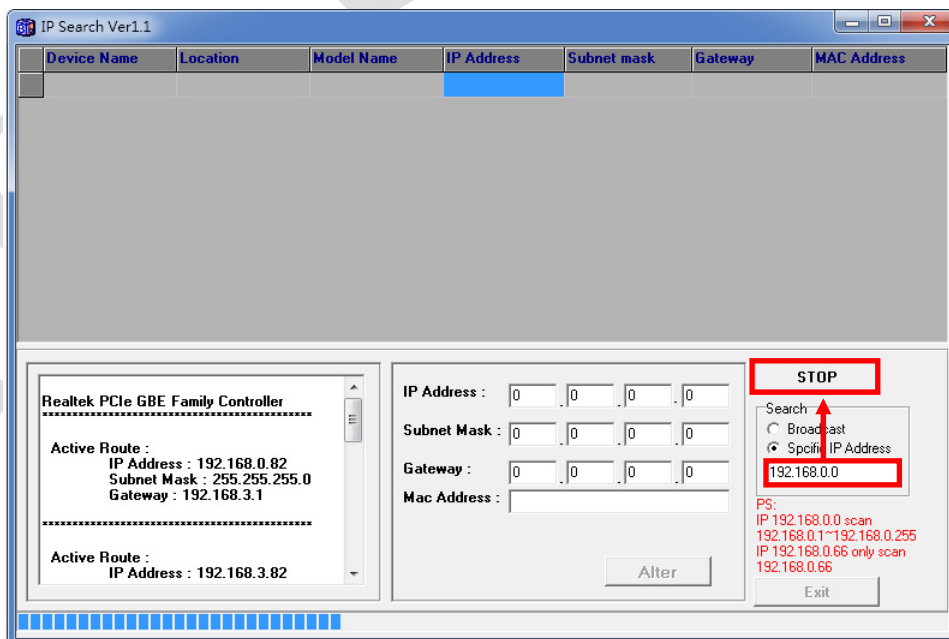 IP Search Ver1.1
Device Name Location Model Name IP Address Subnet mask Gateway MAC Address
Realtek PCIe GBE Family Controller
******************************************************
Active Route :
IP Address : 192.168.0.82
Subnet Mask : 255.255.255.0
Gateway : 192.168.3.1
******************************************************
Active Route :
IP Address : 192.168.3.82
IP Address : 0 . 0 . 0 . 0
Subnet Mask : 0 . 0 . 0 . 0
Gateway : 0 . 0 . 0 . 0
Mac Address :
Alter
STOP
Search
Broadcast
Spcific IP Address
192.168.0.0
PS:
IP 192.168.0.0 scan
192.168.0.1~192.168.0.255
IP 192.168.0.66 only scan
192.168.0.66
Exit